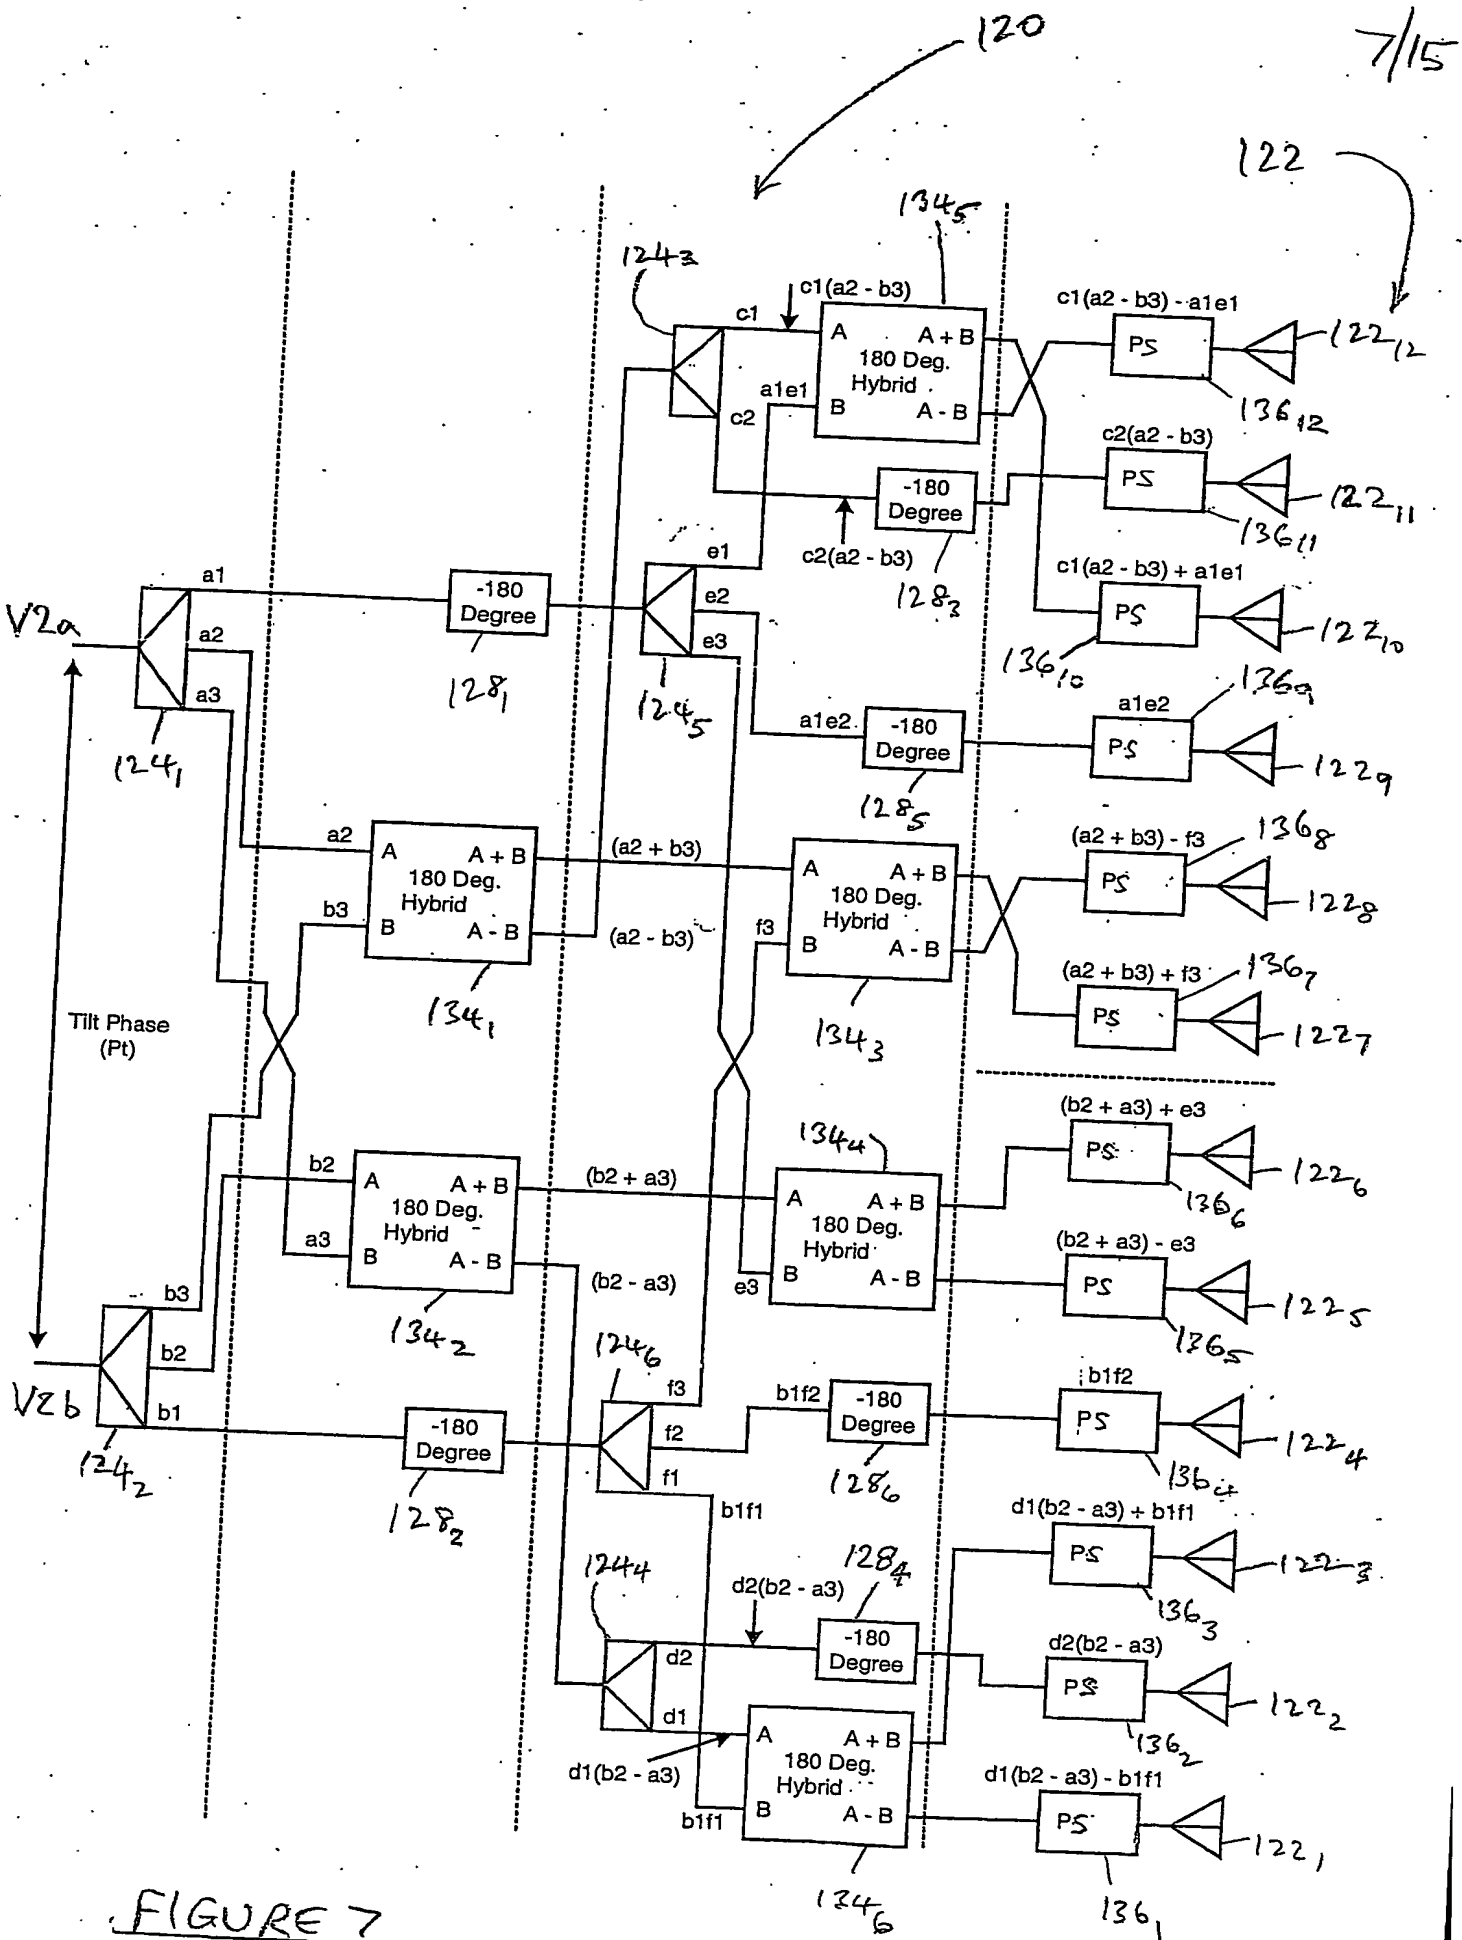 120
7/15
122
134₅
124₃
c1(a2 - b3)
c1(a2 - b3) - a1e1
c1
A
A + B
180 Deg.
Hybrid
a1e1
B
A - B
PS
122₁₂
136₁₂
c2
c2(a2 - b3)
-180
Degree
PS
122₁₁
136₁₁
c2(a2 - b3)
128₃
e1
e2
e3
c1(a2 - b3) + a1e1
PS
122₁₀
136₁₀
V2a
a1
a2
a3
124₁
-180
Degree
128₁
124₅
a1e2
-180
Degree
128₅
a1e2
PS
136₉
122₉
a2
A
A + B
180 Deg.
Hybrid
b3
B
A - B
134₁
(a2 + b3)
(a2 - b3)
A
A + B
180 Deg.
Hybrid
f3
B
A - B
134₃
(a2 + b3) - f3
PS
136₈
122₈
(a2 + b3) + f3
PS
136₇
122₇
Tilt Phase
(Pt)
b2
A
A + B
180 Deg.
Hybrid
a3
B
A - B
134₂
(b2 + a3)
(b2 - a3)
134₄
A
A + B
180 Deg.
Hybrid
e3
B
A - B
(b2 + a3) + e3
PS
122₆
136₆
(b2 + a3) - e3
PS
122₅
136₅
b3
b2
b1
V2b
124₂
-180
Degree
128₂
124₆
f3
f2
f1
b1f2
-180
Degree
128₆
b1f2
PS
122₄
136₄
b1f1
124₄
d2(b2 - a3)
128₄
-180
Degree
d1(b2 - a3) + b1f1
PS
122₃
136₃
d2
d1
d1(b2 - a3)
d2(b2 - a3)
PS
122₂
136₂
A
A + B
180 Deg.
Hybrid
b1f1
B
A - B
134₆
d1(b2 - a3) - b1f1
PS
122₁
136₁
FIGURE 7